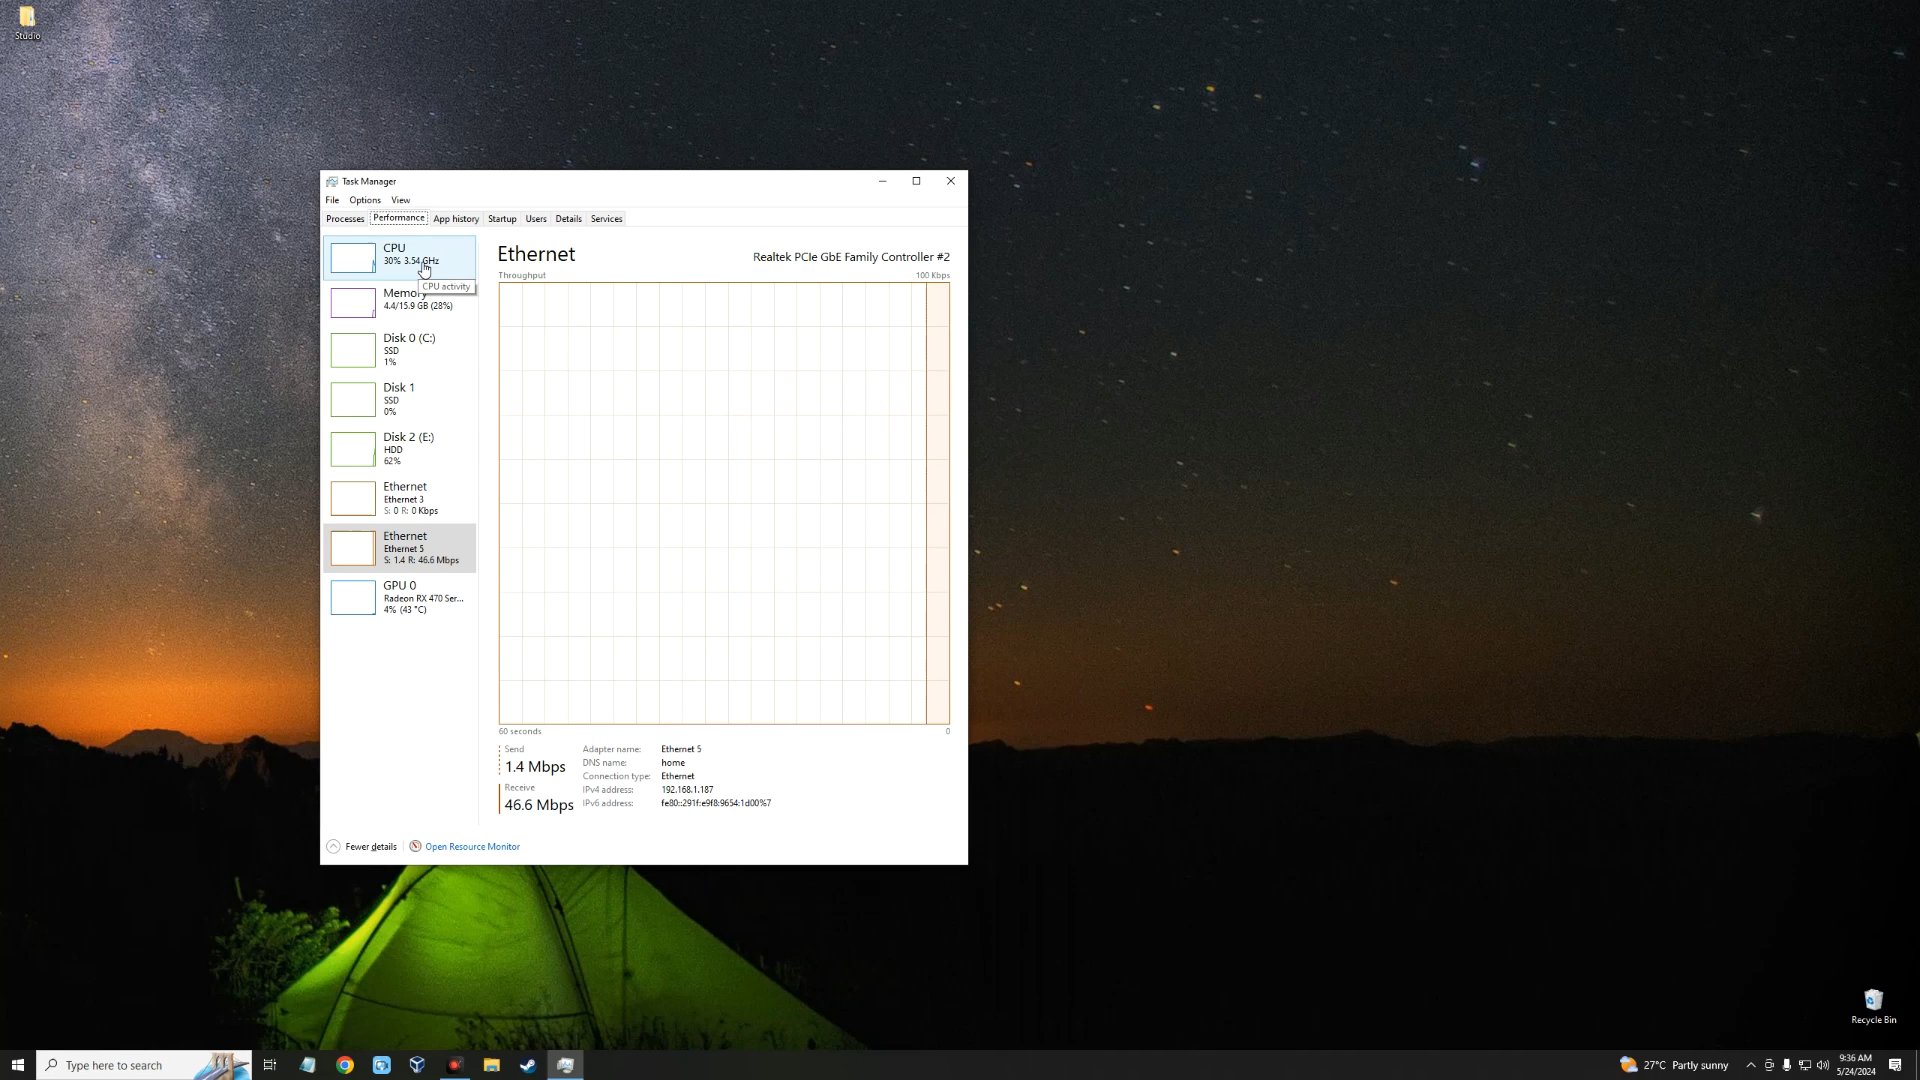 Studio
Task Manager
File Options View
Processes Performance App history Startup Users Details Services
CPU
30% 3.54 GHz
CPU activity
Memory
4.4/15.9 GB (28%)
Disk 0 (C:)
SSD
1%
Disk 1
SSD
0%
Disk 2 (E:)
HDD
62%
Ethernet
Ethernet 3
S: 0 R: 0 Kbps
Ethernet
Ethernet 5
S: 1.4 R: 46.6 Mbps
GPU 0
Radeon RX 470 Ser...
4% (43 °C)
Ethernet
Realtek PCIe GbE Family Controller #2
Throughput
100 Kbps
60 seconds
0
Send
1.4 Mbps
Receive
46.6 Mbps
Adapter name: Ethernet 5
DNS name: home
Connection type: Ethernet
IPv4 address: 192.168.1.187
IPv6 address: fe80::291f:e9f8:9654:1d00%7
Fewer details
Open Resource Monitor
Recycle Bin
Type here to search
27°C Partly sunny
9:36 AM
5/24/2024